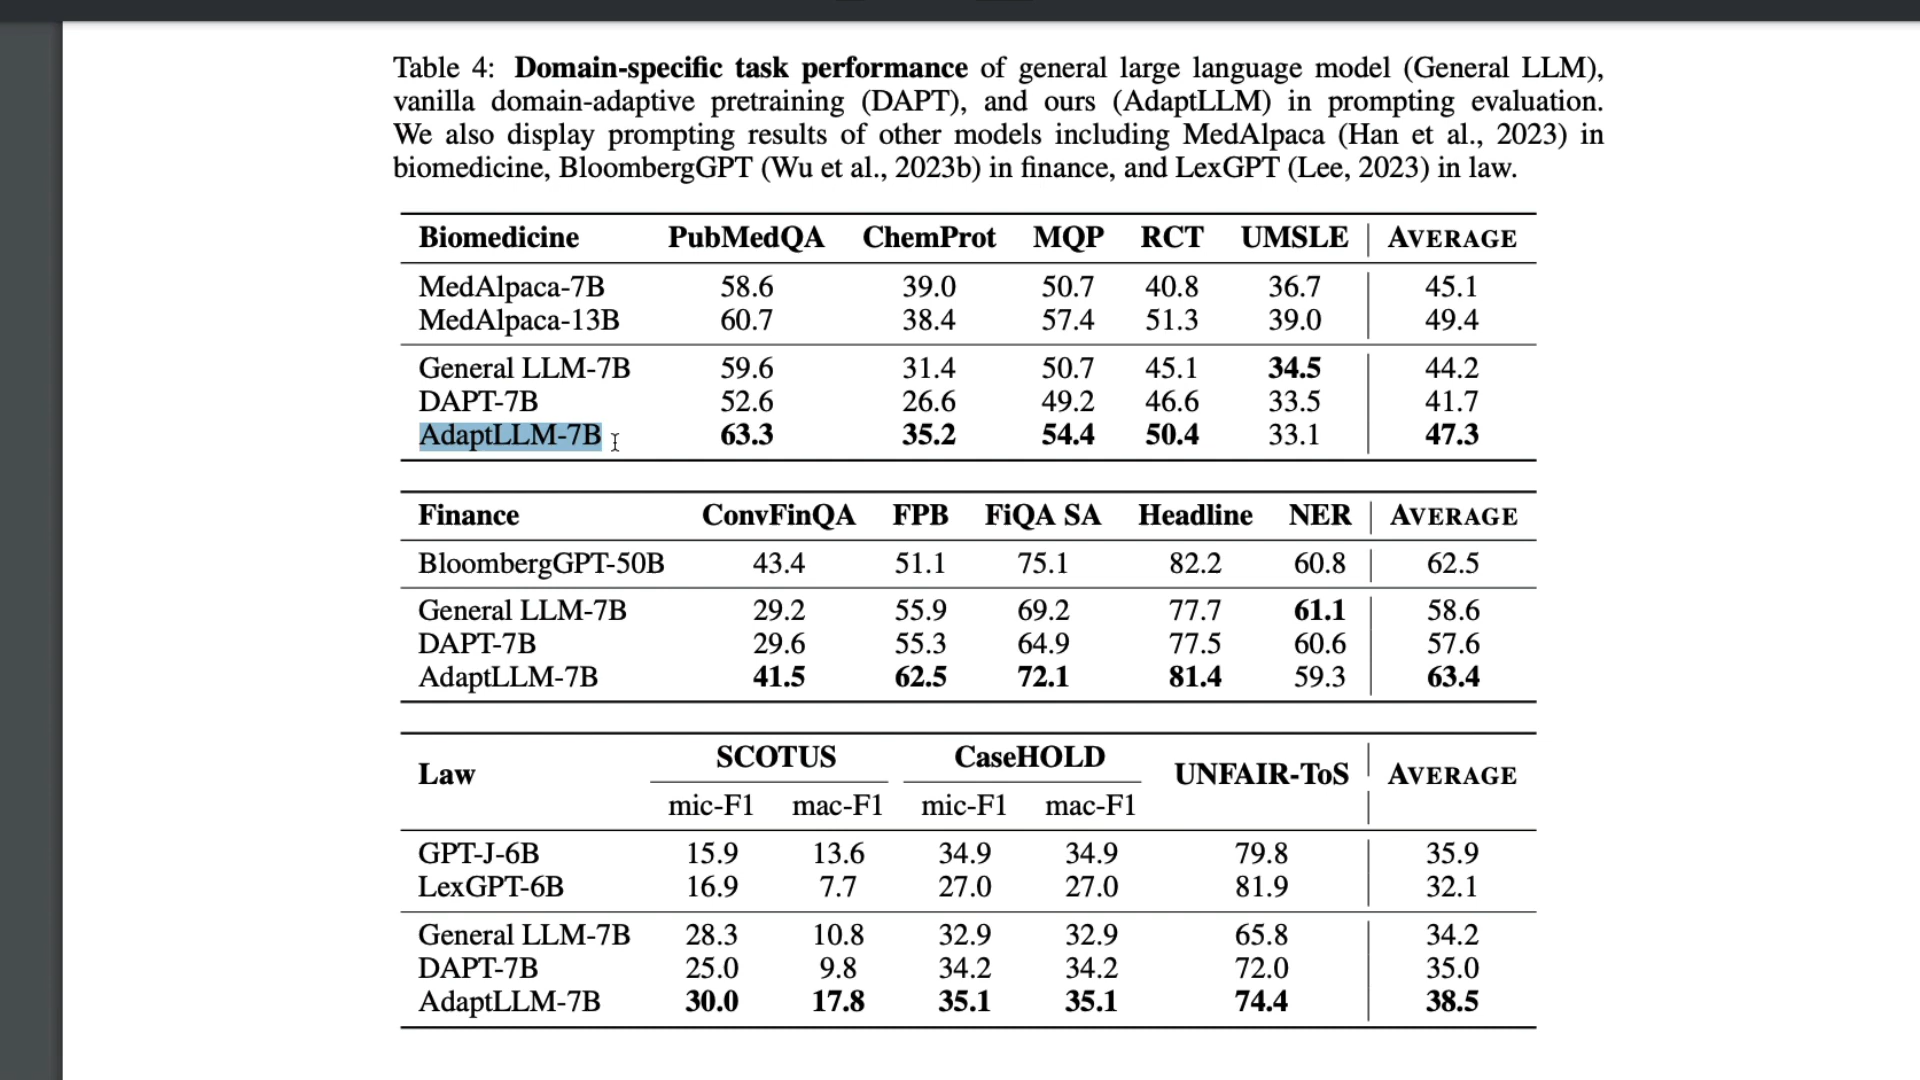 Table 4: Domain-specific task performance of general large language model (General LLM),
vanilla domain-adaptive pretraining (DAPT), and ours (AdaptLLM) in prompting evaluation.
We also display prompting results of other models including MedAlpaca (Han et al., 2023) in
biomedicine, BloombergGPT (Wu et al., 2023b) in finance, and LexGPT (Lee, 2023) in law.
Biomedicine PubMedQA ChemProt MQP RCT UMSLE AVERAGE
MedAlpaca-7B 58.6 39.0 50.7 40.8 36.7 45.1
MedAlpaca-13B 60.7 38.4 57.4 51.3 39.0 49.4
General LLM-7B 59.6 31.4 50.7 45.1 34.5 44.2
DAPT-7B 52.6 26.6 49.2 46.6 33.5 41.7
AdaptLLM-7B 63.3 35.2 54.4 50.4 33.1 47.3
Finance ConvFinQA FPB FiQA SA Headline NER AVERAGE
BloombergGPT-50B 43.4 51.1 75.1 82.2 60.8 62.5
General LLM-7B 29.2 55.9 69.2 77.7 61.1 58.6
DAPT-7B 29.6 55.3 64.9 77.5 60.6 57.6
AdaptLLM-7B 41.5 62.5 72.1 81.4 59.3 63.4
Law SCOTUS CaseHOLD UNFAIR-ToS AVERAGE
mic-F1 mac-F1 mic-F1 mac-F1
GPT-J-6B 15.9 13.6 34.9 34.9 79.8 35.9
LexGPT-6B 16.9 7.7 27.0 27.0 81.9 32.1
General LLM-7B 28.3 10.8 32.9 32.9 65.8 34.2
DAPT-7B 25.0 9.8 34.2 34.2 72.0 35.0
AdaptLLM-7B 30.0 17.8 35.1 35.1 74.4 38.5